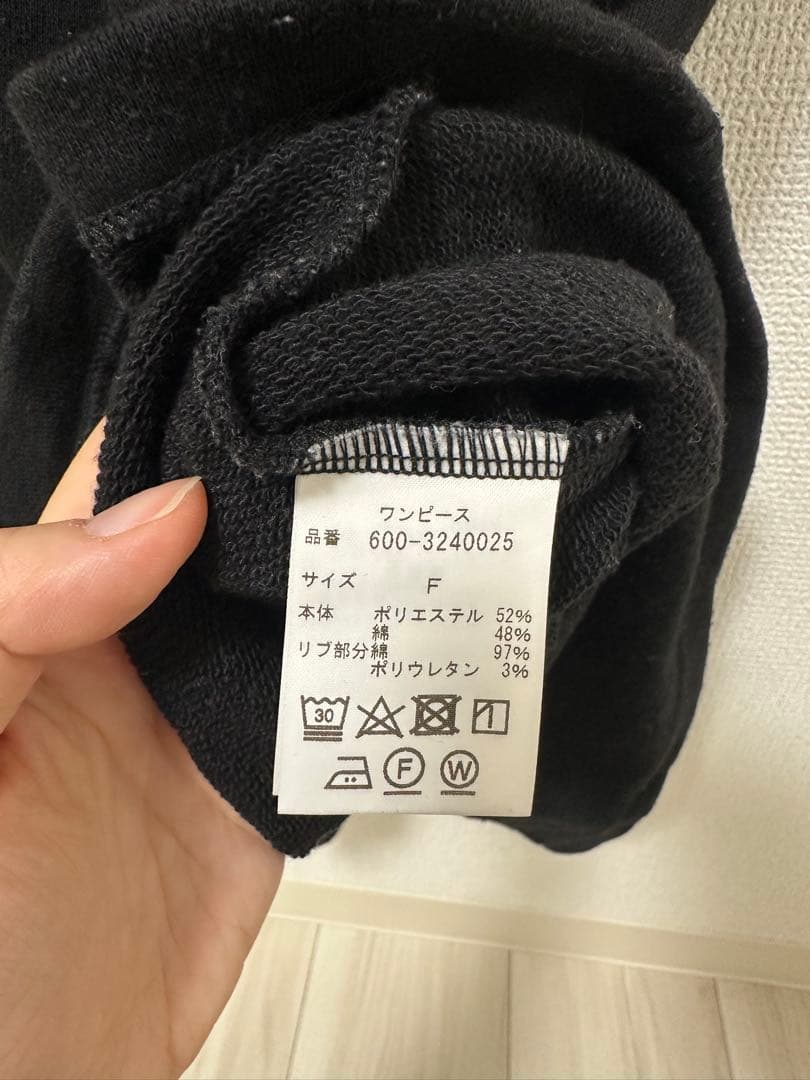 ワンピース
品番 600-3240025
サイズ F
本体 ポリエステル 52%
綿 48%
リブ部分綿 97%
ポリウレタン 3%
30
F
W